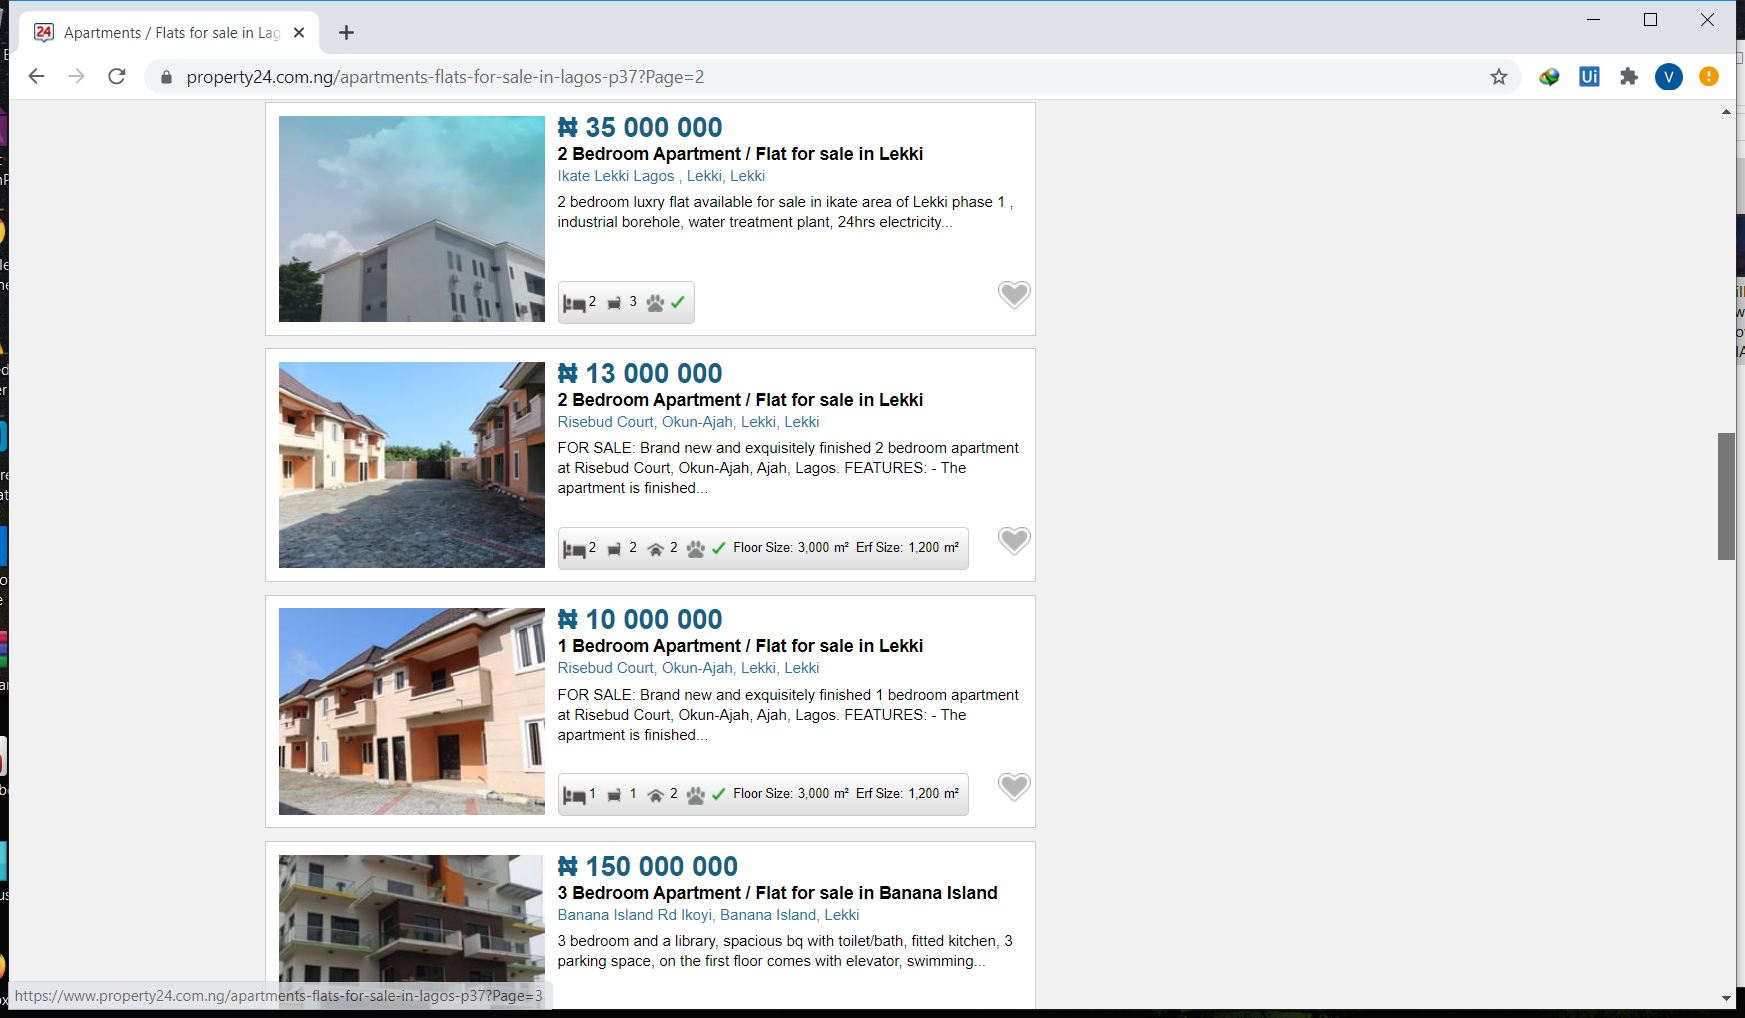 Apartments / Flats for sale in Lag
property24.com.ng/apartments-flats-for-sale-in-lagos-p37?Page=2
₦ 35 000 000
2 Bedroom Apartment / Flat for sale in Lekki
Ikate Lekki Lagos , Lekki, Lekki
2 bedroom luxry flat available for sale in ikate area of Lekki phase 1 ,
industrial borehole, water treatment plant, 24hrs electricity...
2 3
₦ 13 000 000
2 Bedroom Apartment / Flat for sale in Lekki
Risebud Court, Okun-Ajah, Lekki, Lekki
FOR SALE: Brand new and exquisitely finished 2 bedroom apartment
at Risebud Court, Okun-Ajah, Ajah, Lagos. FEATURES: - The
apartment is finished...
2 2 2 Floor Size: 3,000 m² Erf Size: 1,200 m²
₦ 10 000 000
1 Bedroom Apartment / Flat for sale in Lekki
Risebud Court, Okun-Ajah, Lekki, Lekki
FOR SALE: Brand new and exquisitely finished 1 bedroom apartment
at Risebud Court, Okun-Ajah, Ajah, Lagos. FEATURES: - The
apartment is finished...
1 1 2 Floor Size: 3,000 m² Erf Size: 1,200 m²
₦ 150 000 000
3 Bedroom Apartment / Flat for sale in Banana Island
Banana Island Rd Ikoyi, Banana Island, Lekki
3 bedroom and a library, spacious bq with toilet/bath, fitted kitchen, 3
parking space, on the first floor comes with elevator, swimming...
https://www.property24.com.ng/apartments-flats-for-sale-in-lagos-p37?Page=3